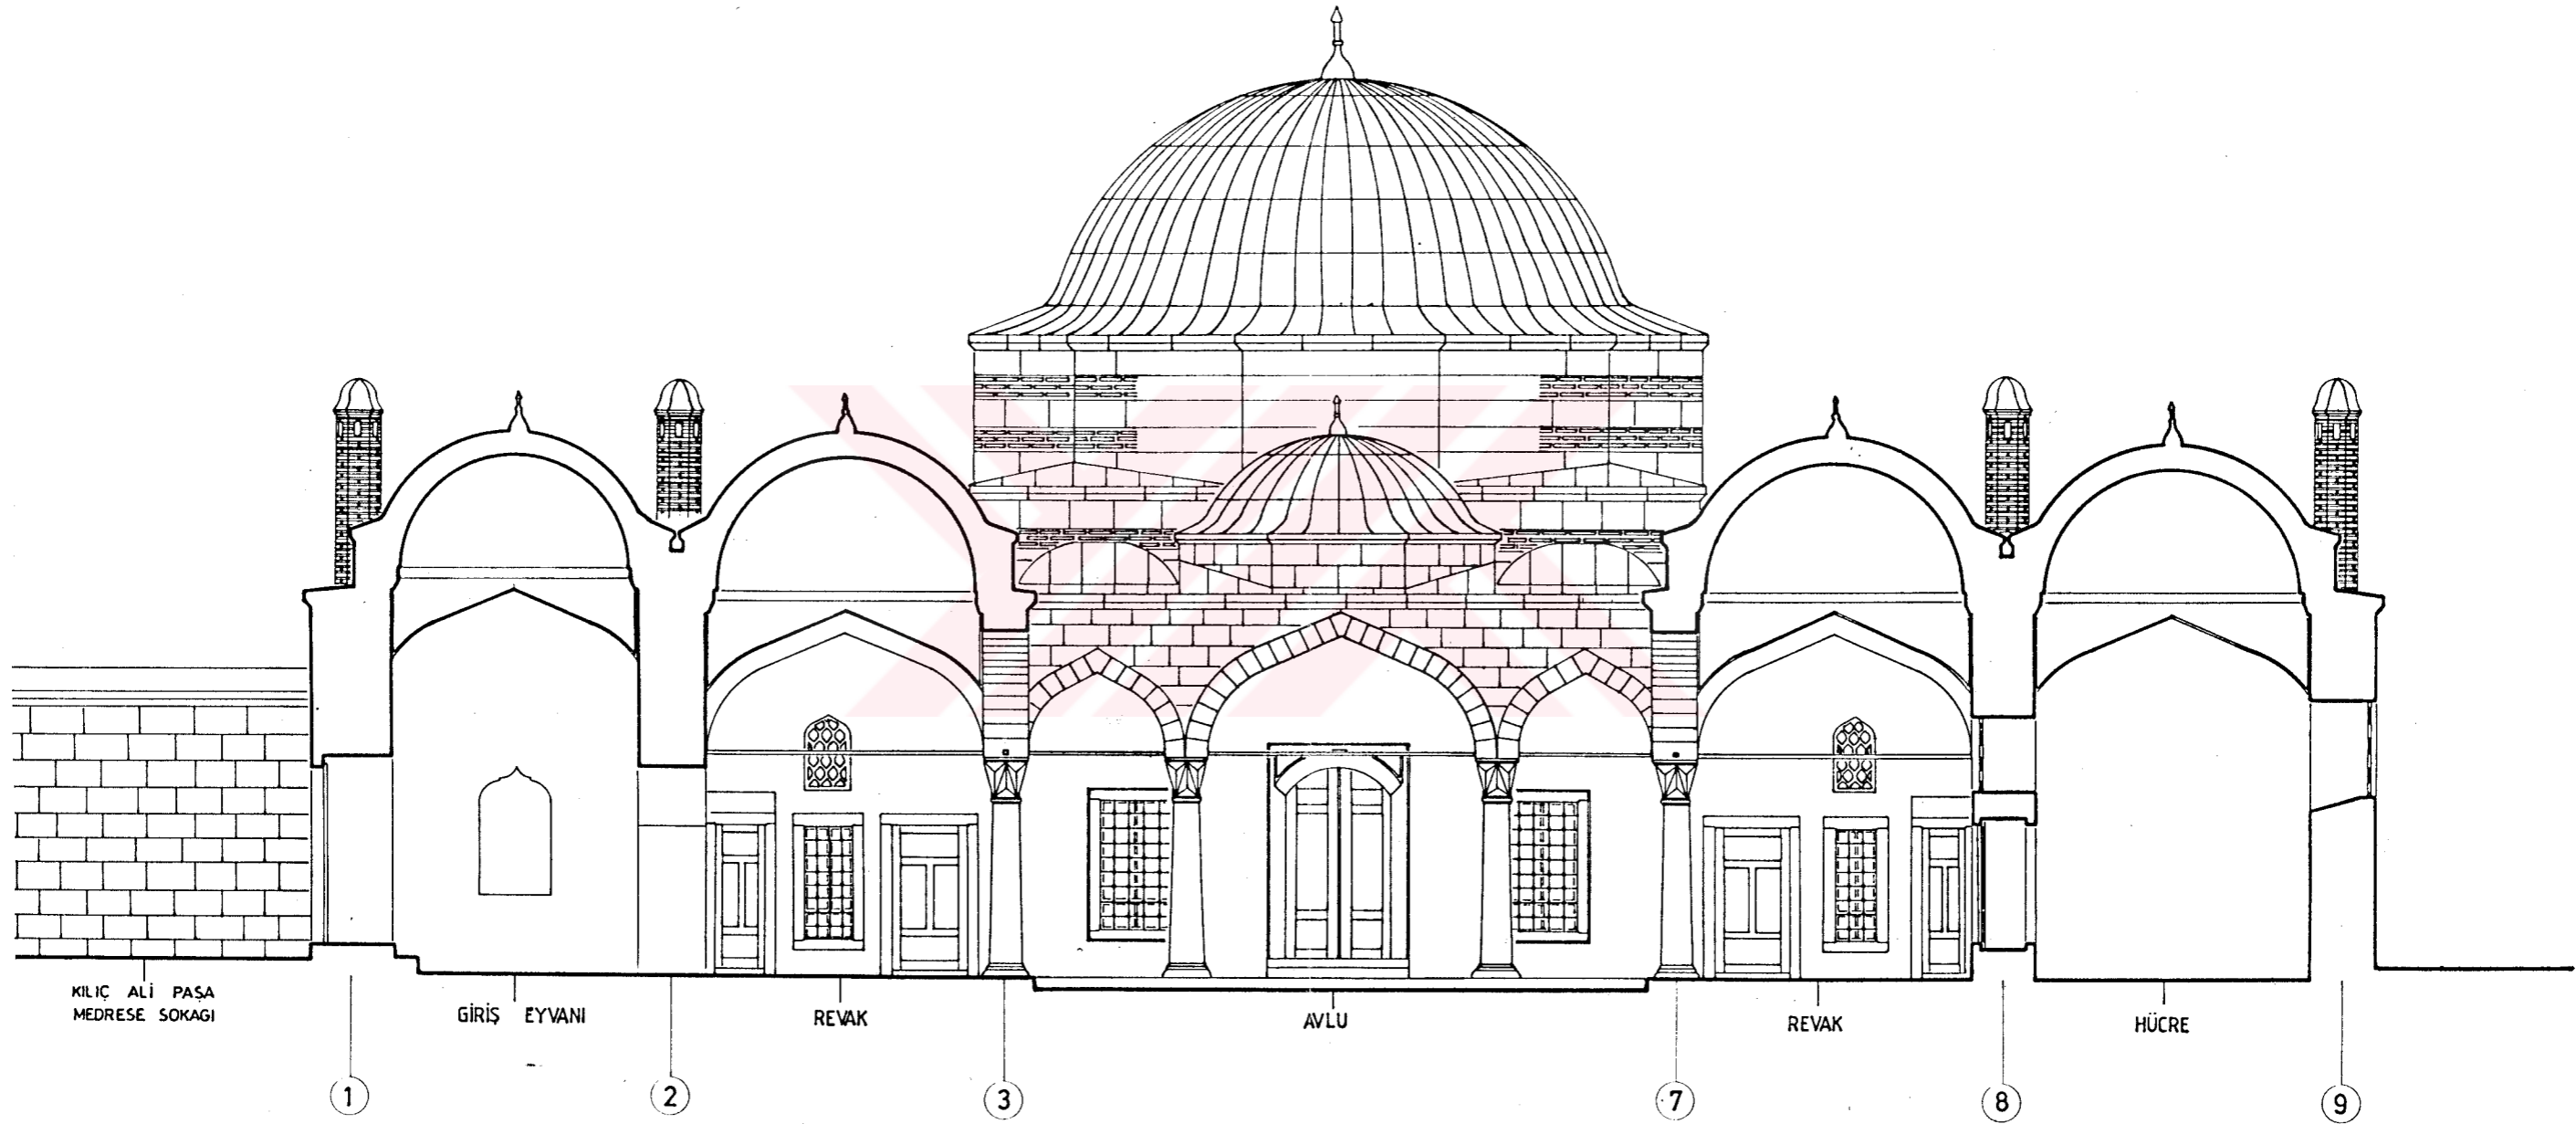 KILIÇ ALİ PAŞA
MEDRESE SOKAGI
GİRİŞ EYVANI
REVAK
AVLU
REVAK
HÜCRE
1
2
3
7
8
9